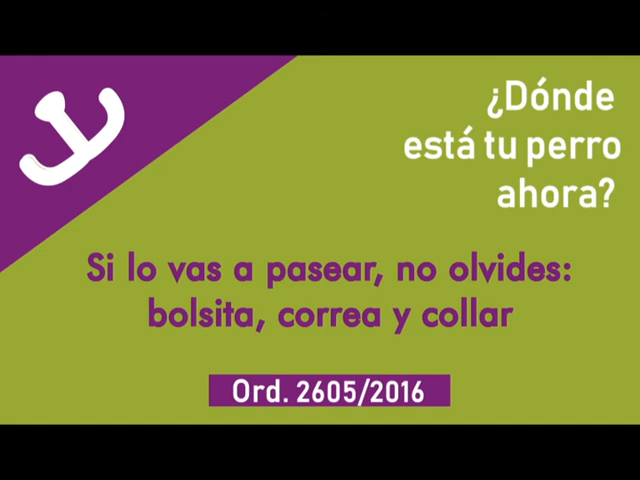 ¿Dónde
está tu perro
ahora?
Si lo vas a pasear, no olvides:
bolsita, correa y collar
Ord. 2605/2016